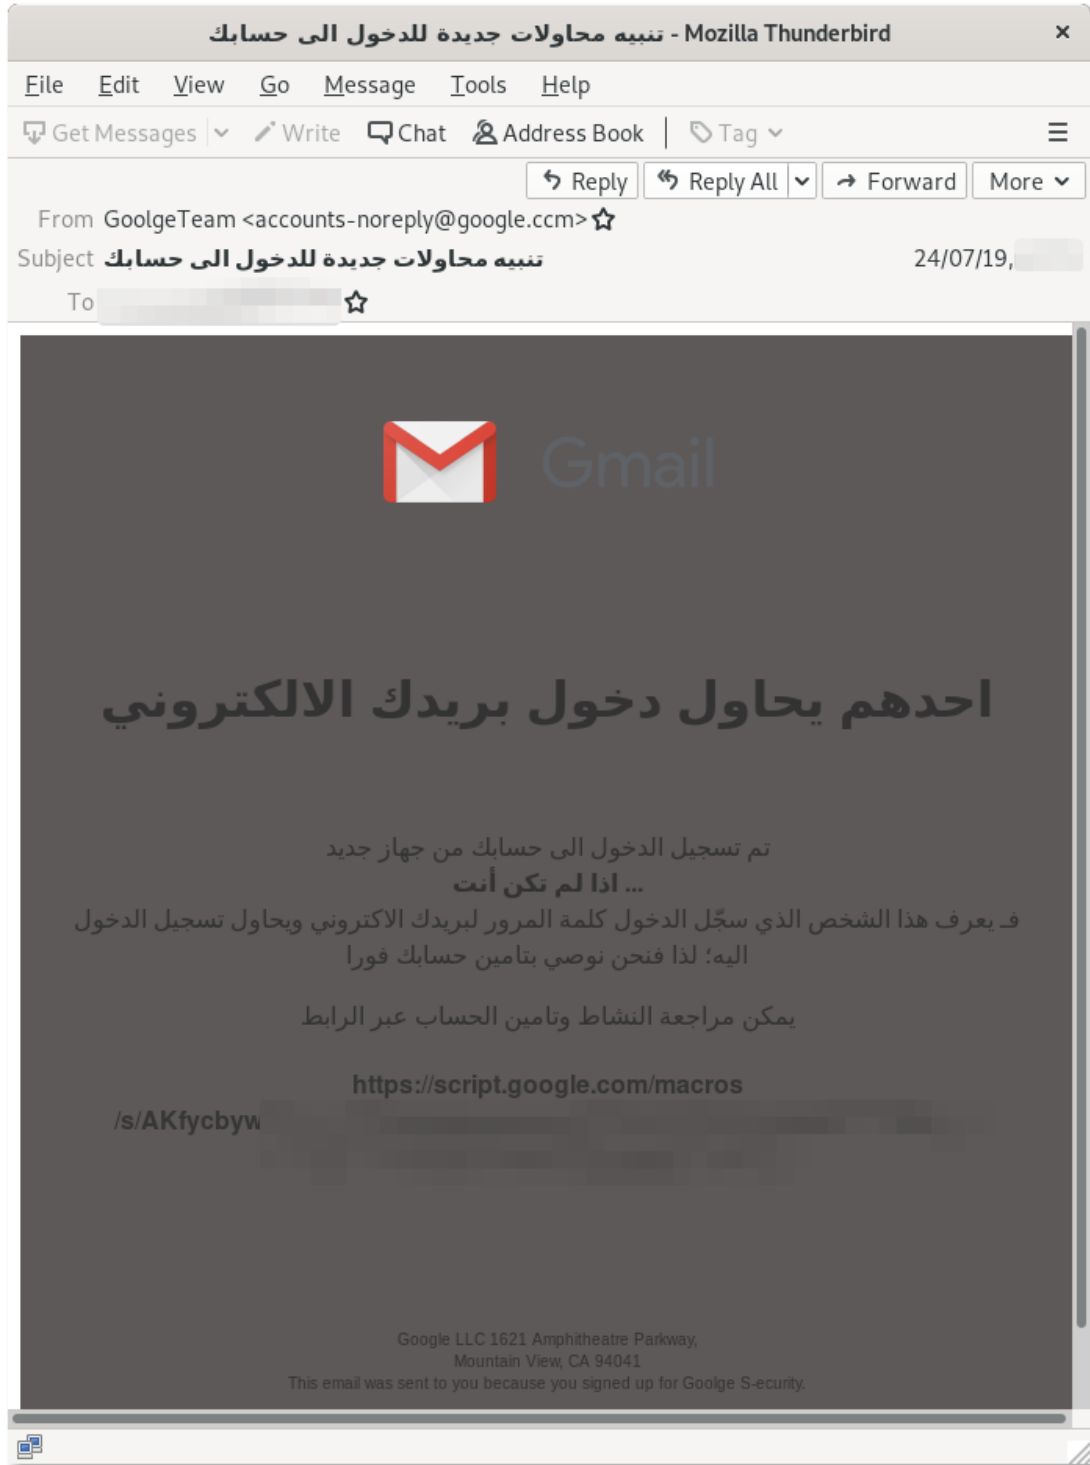 تنبيه محاولات جديدة للدخول الى حسابك - Mozilla Thunderbird
File Edit View Go Message Tools Help
Get Messages Write Chat Address Book Tag
Reply Reply All Forward More
From GoolgeTeam <accounts-noreply@google.ccm>
Subject تنبيه محاولات جديدة للدخول الى حسابك 24/07/19,
To
Gmail
احدهم يحاول دخول بريدك الالكتروني
تم تسجيل الدخول الى حسابك من جهاز جديد
... اذا لم تكن أنت
فـ يعرف هذا الشخص الذي سجّل الدخول كلمة المرور لبريدك الاكتروني ويحاول تسجيل الدخول
اليه؛ لذا فنحن نوصي بتامين حسابك فورا
يمكن مراجعة النشاط وتامين الحساب عبر الرابط
https://script.google.com/macros
/s/AKfycbyw
Google LLC 1621 Amphitheatre Parkway,
Mountain View, CA 94041
This email was sent to you because you signed up for Goolge S-ecurity.